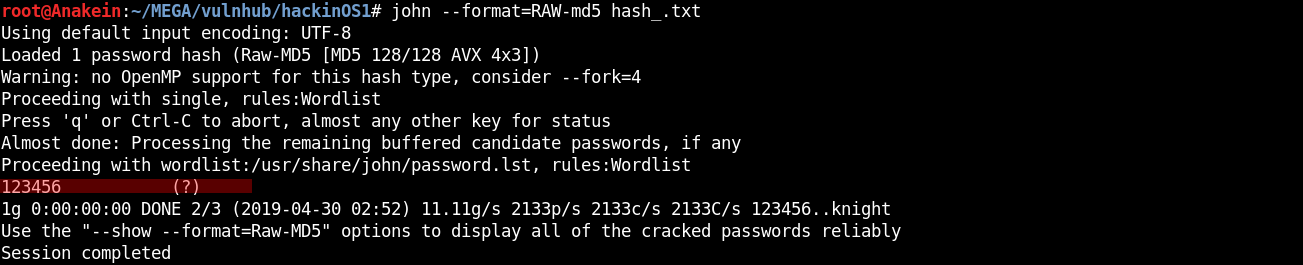 root@Anakein:~/MEGA/vulnhub/hackinOS1# john --format=RAW-md5 hash_.txt
Using default input encoding: UTF-8
Loaded 1 password hash (Raw-MD5 [MD5 128/128 AVX 4x3])
Warning: no OpenMP support for this hash type, consider --fork=4
Proceeding with single, rules:Wordlist
Press 'q' or Ctrl-C to abort, almost any other key for status
Almost done: Processing the remaining buffered candidate passwords, if any
Proceeding with wordlist:/usr/share/john/password.lst, rules:Wordlist
123456           (?)
1g 0:00:00:00 DONE 2/3 (2019-04-30 02:52) 11.11g/s 2133p/s 2133c/s 2133C/s 123456..knight
Use the "--show --format=Raw-MD5" options to display all of the cracked passwords reliably
Session completed